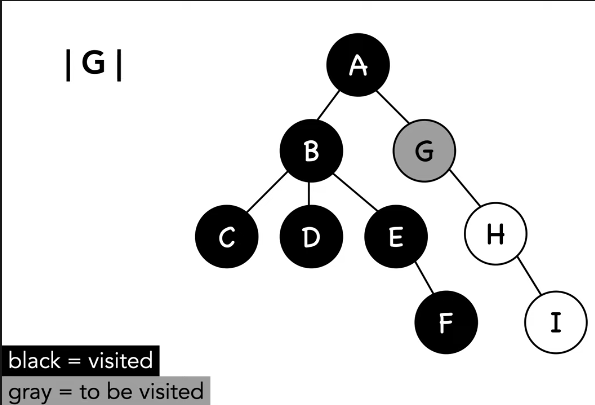 | G |
A
B
G
C
D
E
H
F
I
black = visited
gray = to be visited